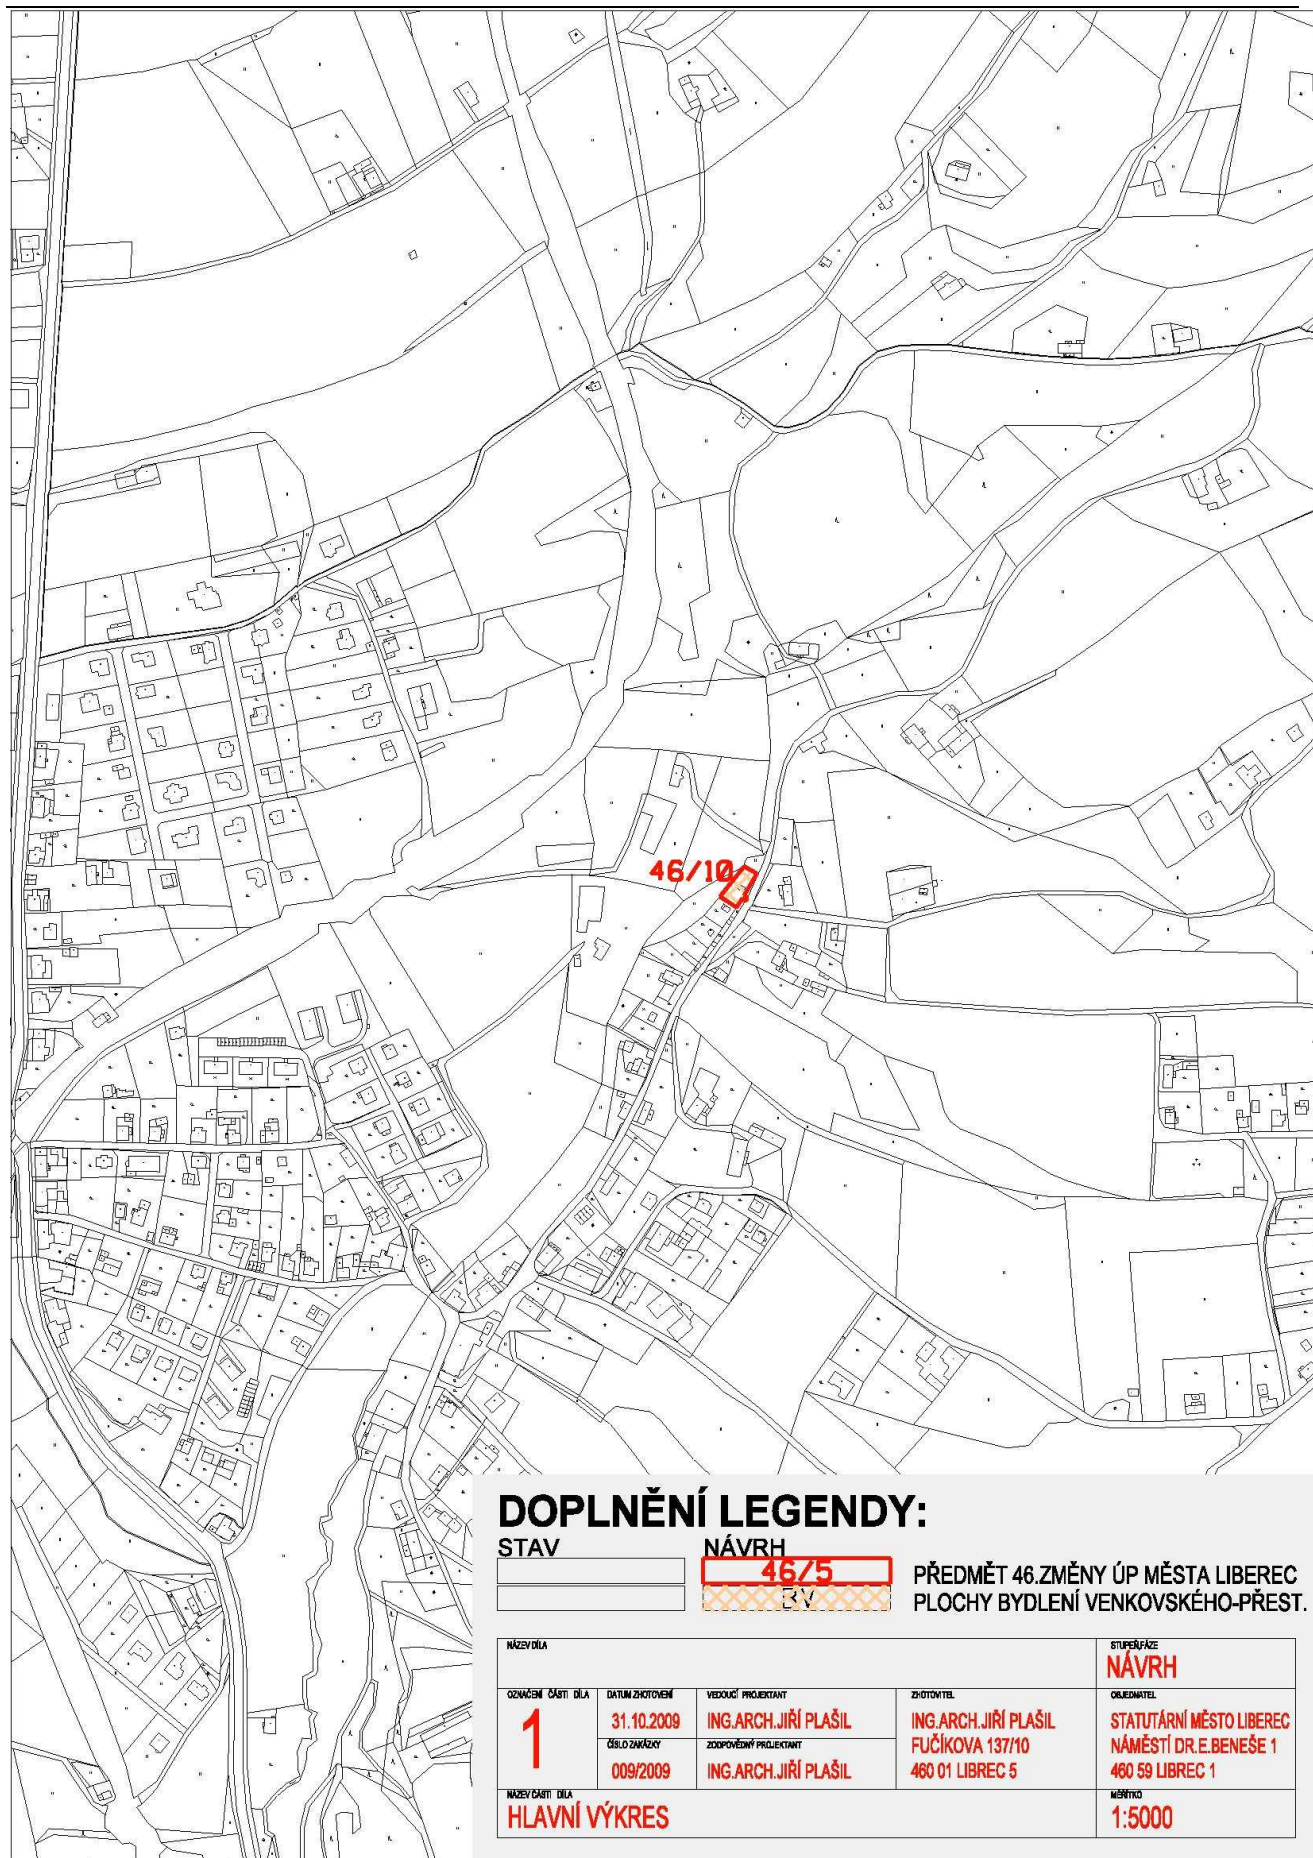 46/10
DOPLNĚNÍ LEGENDY:
STAV
NÁVRH
46/5
PŘEDMĚT 46.ZMĚNY ÚP MĚSTA LIBEREC
BV
PLOCHY BYDLENÍ VENKOVSKÉHO-PŘEST.
NÁZEV DÍLA
STUPEŇ/FÁZE
NÁVRH
OZNAČENÍ ČÁSTI DÍLA
1
DATUM ZHOTOVENÍ
31.10.2009
ČÍSLO ZAKÁZKY
009/2009
VEDOUCÍ PROJEKTANT
ING.ARCH.JIŘÍ PLAŠIL
ZODPOVĚDNÝ PROJEKTANT
ING.ARCH.JIŘÍ PLAŠIL
ZHOTOVITEL
ING.ARCH.JIŘÍ PLAŠIL
FUČÍKOVA 137/10
460 01 LIBREC 5
OBJEDNATEL
STATUTÁRNÍ MĚSTO LIBEREC
NÁMĚSTÍ DR.E.BENEŠE 1
460 59 LIBREC 1
NÁZEV ČÁSTI DÍLA
HLAVNÍ VÝKRES
MĚŘÍTKO
1:5000